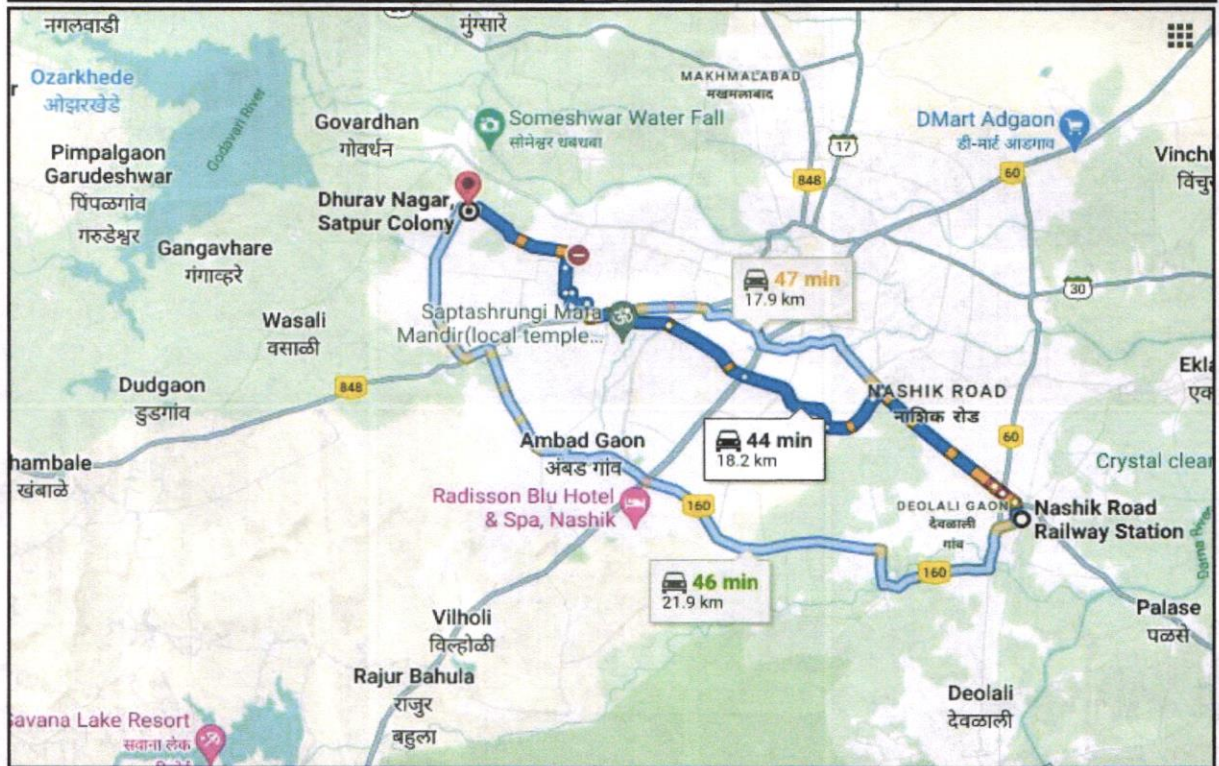 नगलवाडी
मुंग्सारे
Ozarkhede
ओझरखेडे
MAKHMALABAD
मखमलाबाद
Godavari River
Govardhan
गोवर्धन
Someshwar Water Fall
सोनेश्वर धबधबा
DMart Adgaon
डी-मार्ट आडगाव
17
848
60
Pimpalgaon
Garudeshwar
पिंपळगांव
गरुडेश्वर
Dhurav Nagar,
Satpur Colony
Gangavhare
गंगाव्हरे
47 min
17.9 km
30
Saptashrungi Mata
Mandir(local temple...
Wasali
वसाळी
Dudgaon
डुडगांव
848
NASHIK ROAD
नाशिक रोड
44 min
18.2 km
60
Ambad Gaon
अंबड गांव
hambale
खंबाळे
Crystal clear
Radisson Blu Hotel
& Spa, Nashik
160
DEOLALI GAON
देवळाली
गांव
Nashik Road
Railway Station
Darna River
46 min
21.9 km
160
Palase
पळसे
Vilholi
विल्होळी
Rajur Bahula
राजुर
बहुला
Deolali
देवळाली
Savana Lake Resort
सवाना लेक